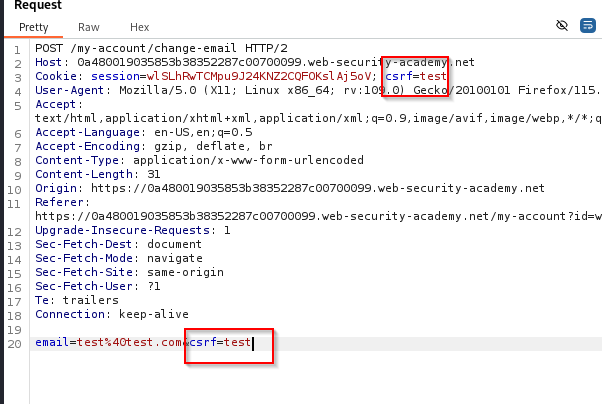 Request
Pretty Raw Hex
1 POST /my-account/change-email HTTP/2
2 Host: 0a480019035853b38352287c00700099.web-security-academy.net
3 Cookie: session=wlSLhRwTCMpu9J24KNZ2CQFOKslAj5oV; csrf=test
4 User-Agent: Mozilla/5.0 (X11; Linux x86_64; rv:109.0) Gecko/20100101 Firefox/115.
5 Accept:
text/html,application/xhtml+xml,application/xml;q=0.9,image/avif,image/webp,*/*;q
6 Accept-Language: en-US,en;q=0.5
7 Accept-Encoding: gzip, deflate, br
8 Content-Type: application/x-www-form-urlencoded
9 Content-Length: 31
10 Origin: https://0a480019035853b38352287c00700099.web-security-academy.net
11 Referer:
https://0a480019035853b38352287c00700099.web-security-academy.net/my-account?id=w
12 Upgrade-Insecure-Requests: 1
13 Sec-Fetch-Dest: document
14 Sec-Fetch-Mode: navigate
15 Sec-Fetch-Site: same-origin
16 Sec-Fetch-User: ?1
17 Te: trailers
18 Connection: keep-alive
19
20 email=test%40test.com&csrf=test